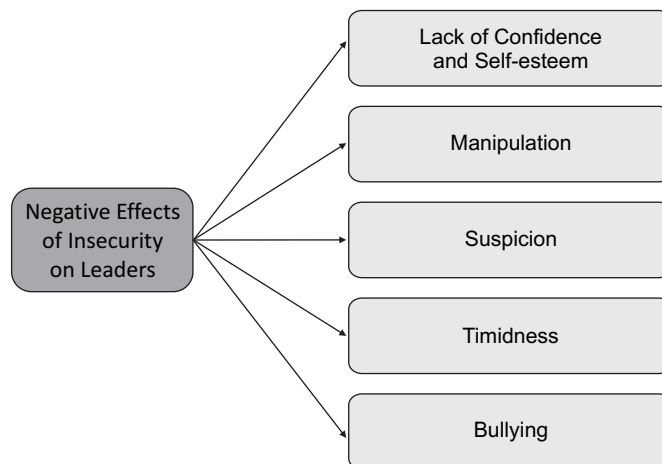 Negative Effects
of Insecurity
on Leaders
Lack of Confidence
and Self-esteem
Manipulation
Suspicion
Timidness
Bullying